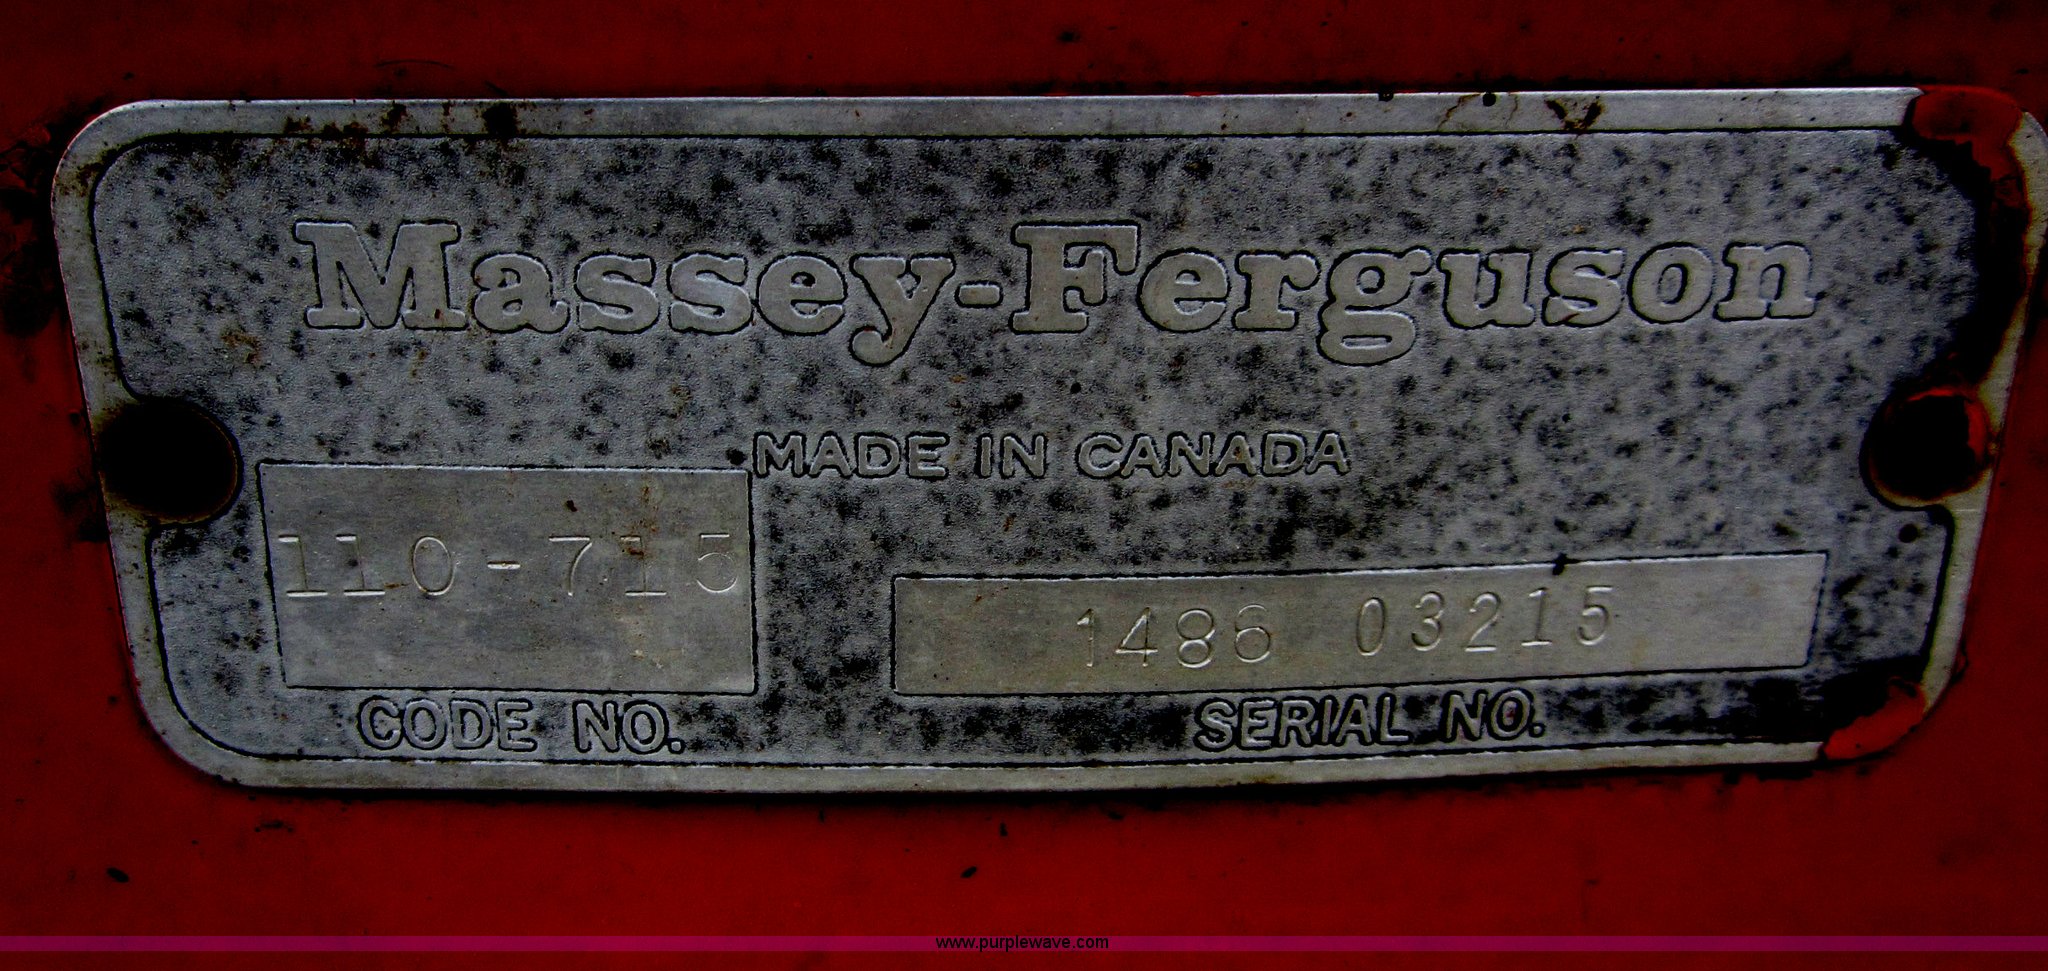 Massey-Ferguson
MADE IN CANADA
110-715
1486 03215
CODE NO.
SERIAL NO.
www.purplewave.com